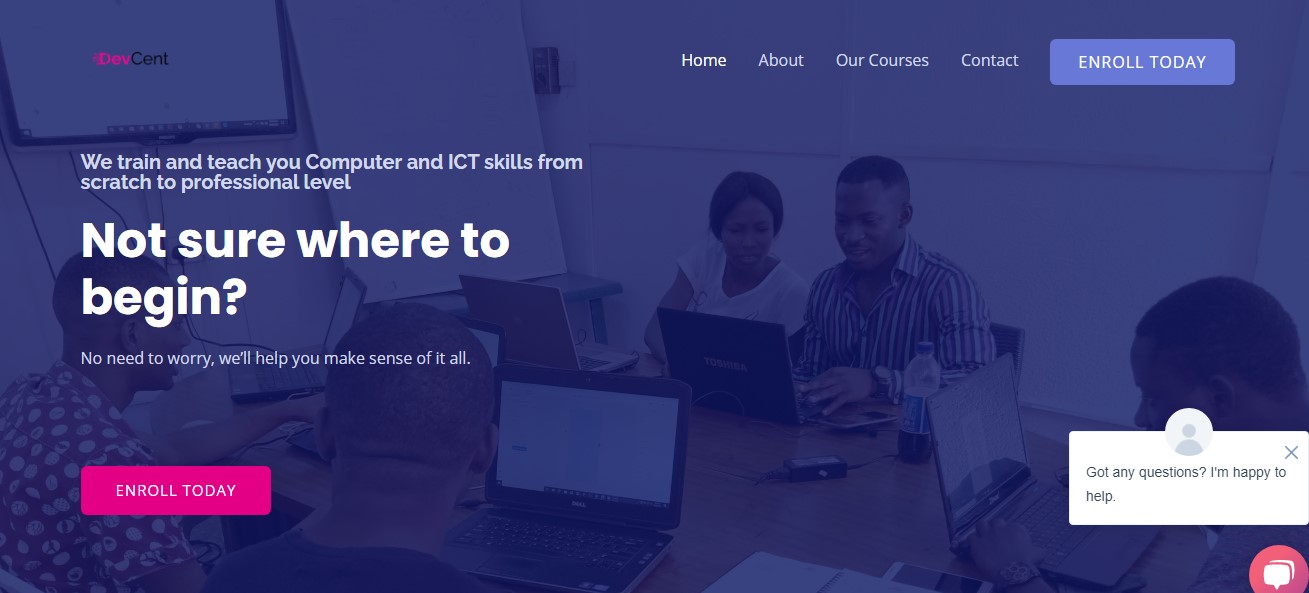 DevCent
Home About Our Courses Contact ENROLL TODAY
We train and teach you Computer and ICT skills from
scratch to professional level
Not sure where to
begin?
No need to worry, we'll help you make sense of it all.
ENROLL TODAY
TOSHIBA
DELL
Got any questions? I'm happy to
help.